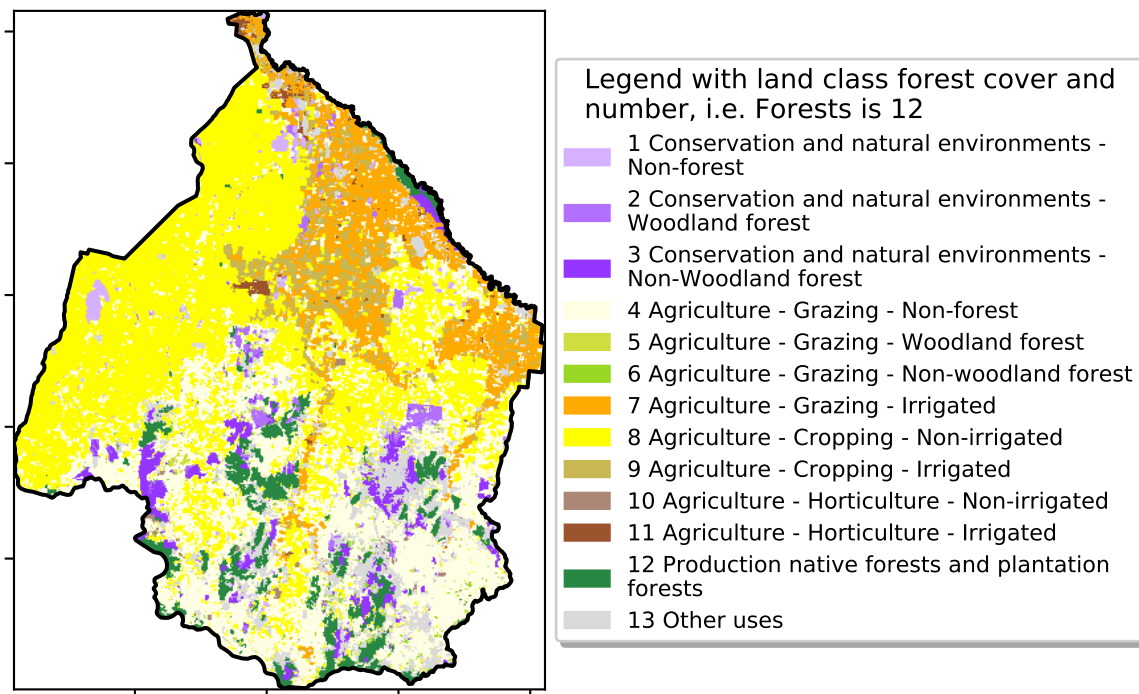 Legend with land class forest cover and
number, i.e. Forests is 12
1 Conservation and natural environments -
Non-forest
2 Conservation and natural environments -
Woodland forest
3 Conservation and natural environments -
Non-Woodland forest
4 Agriculture - Grazing - Non-forest
5 Agriculture - Grazing - Woodland forest
6 Agriculture - Grazing - Non-woodland forest
7 Agriculture - Grazing - Irrigated
8 Agriculture - Cropping - Non-irrigated
9 Agriculture - Cropping - Irrigated
10 Agriculture - Horticulture - Non-irrigated
11 Agriculture - Horticulture - Irrigated
12 Production native forests and plantation
forests
13 Other uses